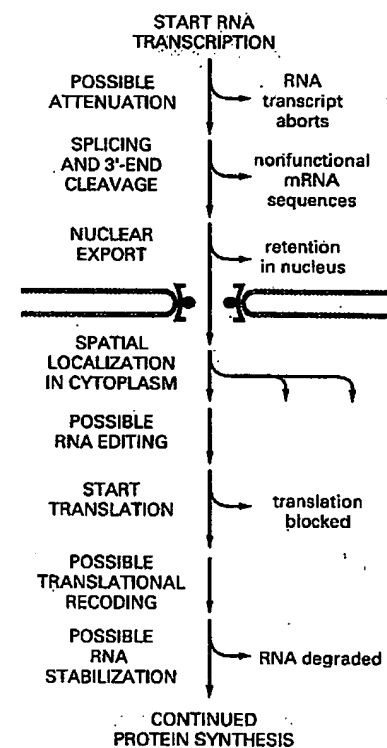 START RNA
TRANSCRIPTION
POSSIBLE
ATTENUATION
RNA
transcript
aborts
SPLICING
AND 3'-END
CLEAVAGE
nonfunctional
mRNA
sequences
NUCLEAR
EXPORT
retention
in nucleus
SPATIAL
LOCALIZATION
IN CYTOPLASM
POSSIBLE
RNA EDITING
START
TRANSLATION
translation
blocked
POSSIBLE
TRANSLATIONAL
RECODING
POSSIBLE
RNA
STABILIZATION
RNA degraded
CONTINUED
PROTEIN SYNTHESIS